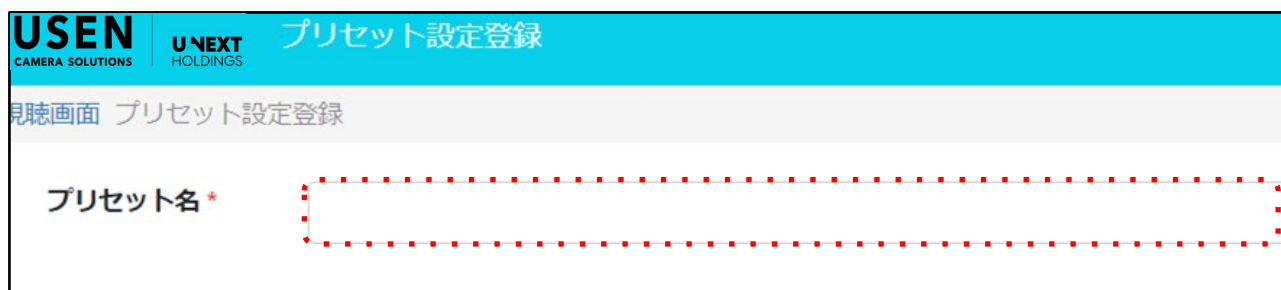 USEN
CAMERA SOLUTIONS
U-NEXT
HOLDINGS
プリセット設定登録
視聴画面 プリセット設定登録
プリセット名 *